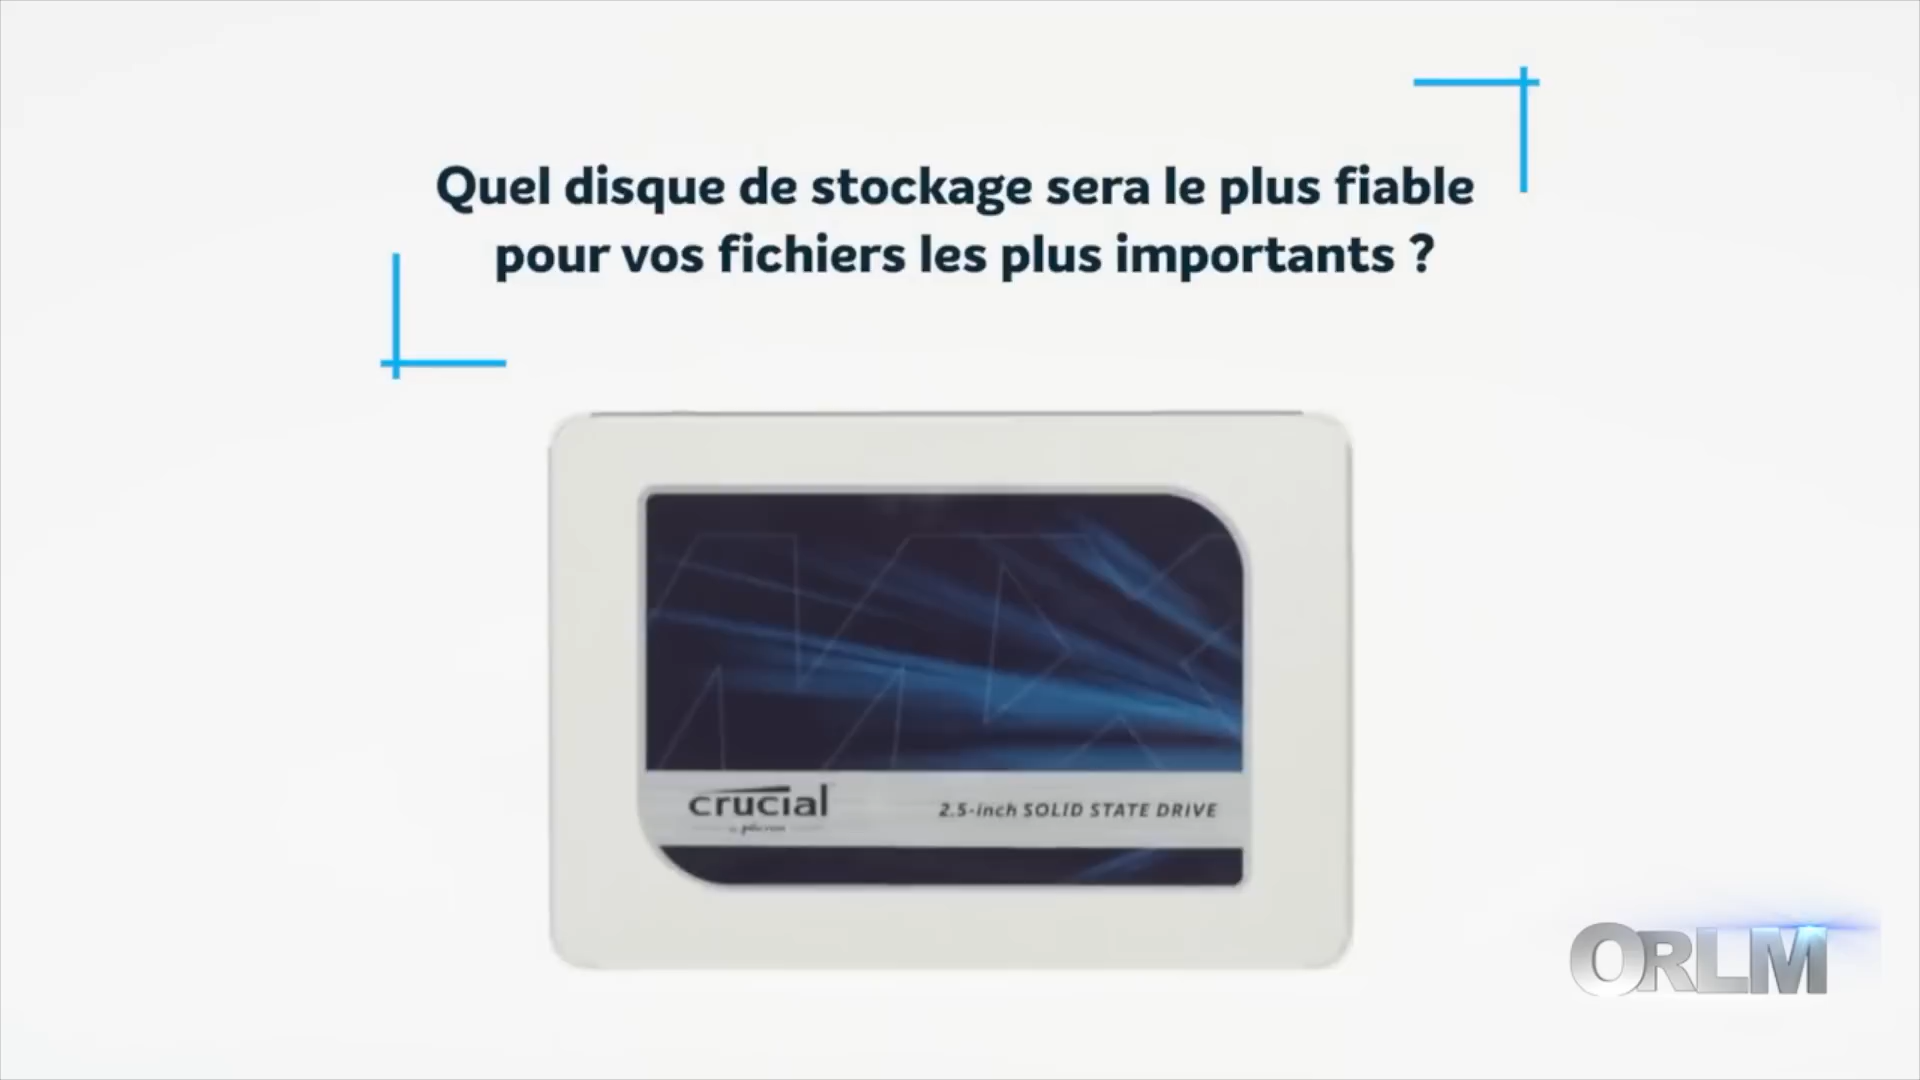 Quel disque de stockage sera le plus fiable
pour vos fichiers les plus importants ?
crucial
2.5-inch SOLID STATE DRIVE
ORLM